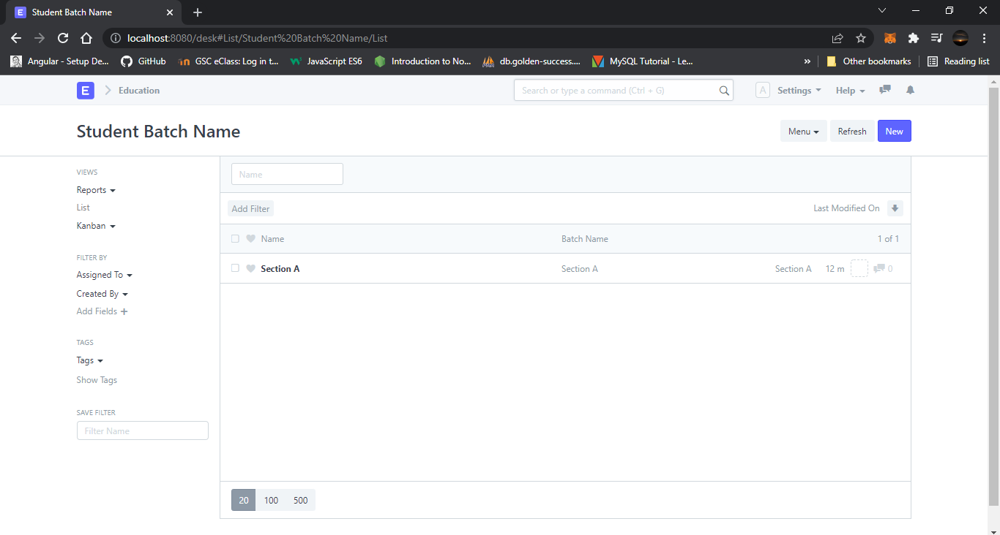 E Student Batch Name
localhost:8080/desk#List/Student%20Batch%20Name/List
Angular - Setup De... GitHub GSC eClass: Log in t... JavaScript ES6 Introduction to No... db.golden-success.... MySQL Tutorial - Le... » Other bookmarks Reading list
E Education Search or type a command (Ctrl + G) A Settings Help
Student Batch Name Menu Refresh New
VIEWS
Reports
List
Kanban
FILTER BY
Assigned To
Created By
Add Fields
TAGS
Tags
Show Tags
SAVE FILTER
Filter Name
Name
Add Filter Last Modified On
Name Batch Name 1 of 1
Section A Section A Section A 12 m 0
20 100 500